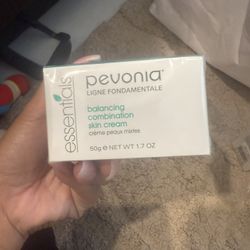 essentials
pevonia®
LIGNE FONDAMENTALE
balancing
combination
skin cream
crème peaux mixtes
50g e NET WT 1.7 OZ